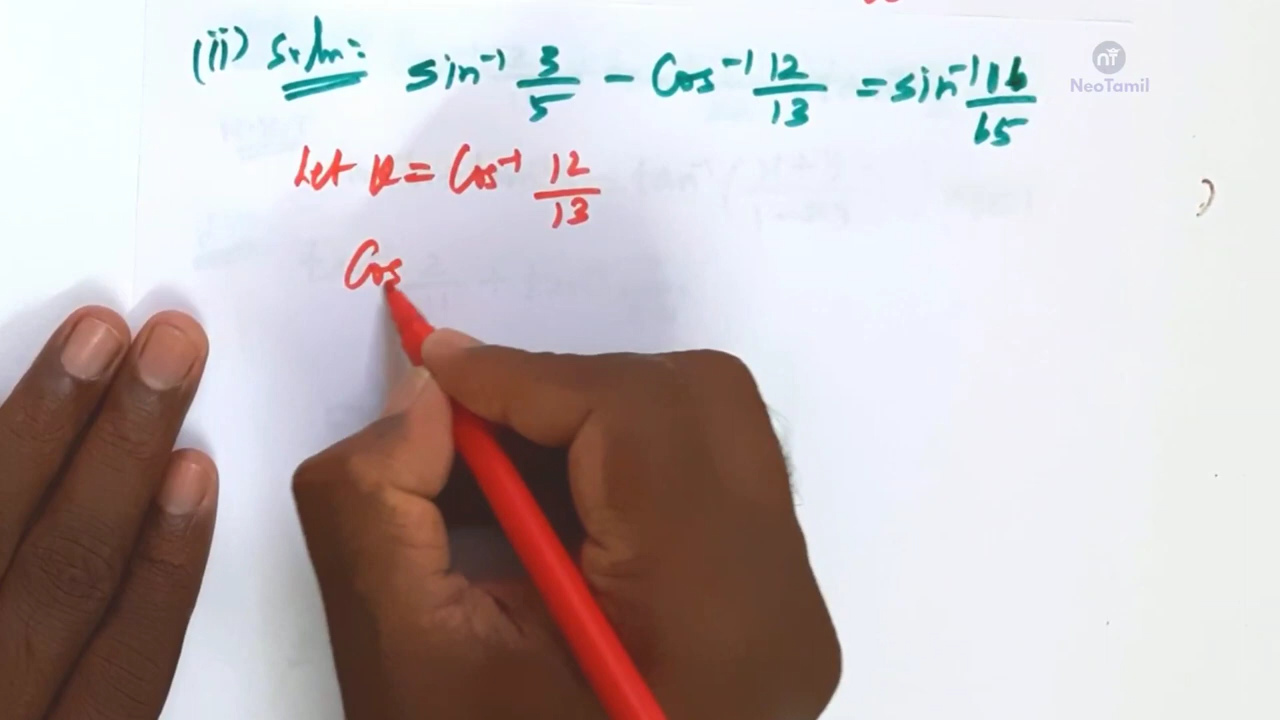 (ii) Soln: sin⁻¹ 3/5 - Cos⁻¹ 12/13 = sin⁻¹ 16/65
NeoTamil
Let x = Cos⁻¹ 12/13
Cos